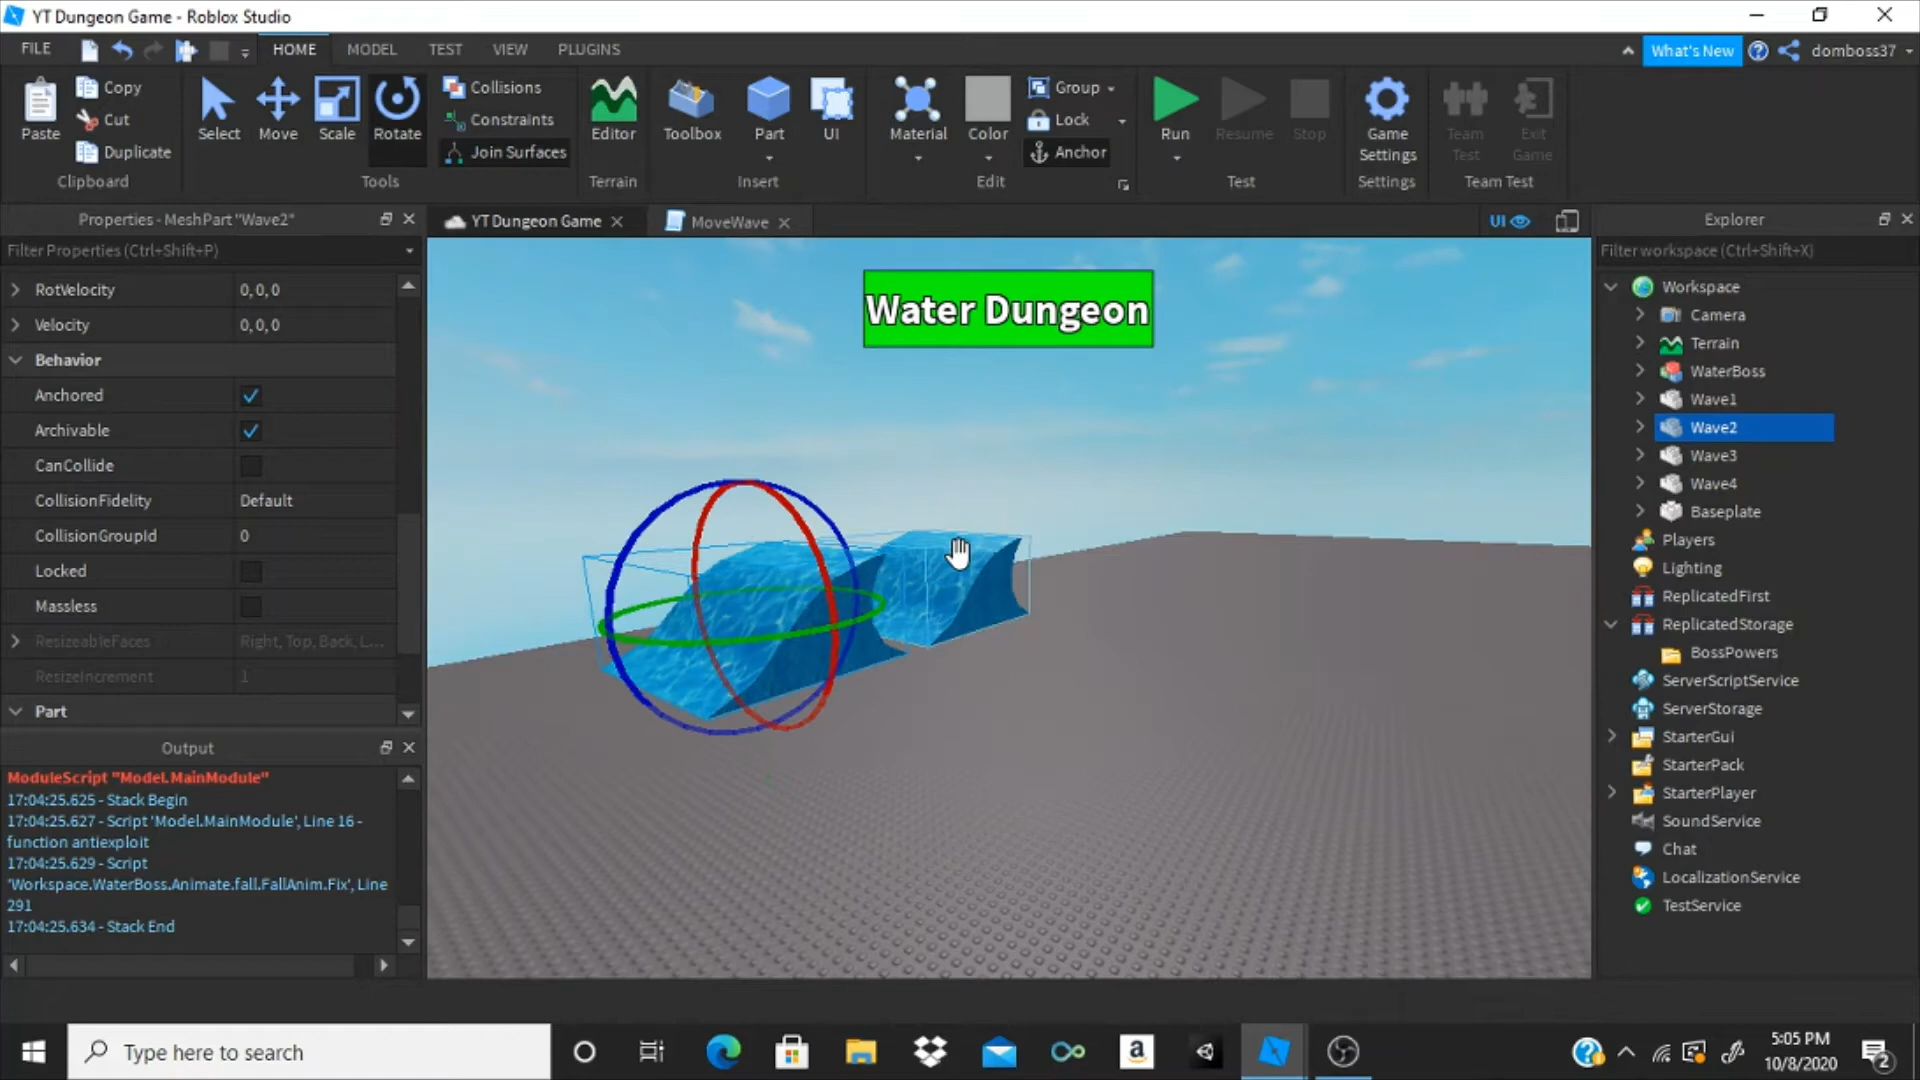 YT Dungeon Game - Roblox Studio
FILE
HOME
MODEL
TEST
VIEW
PLUGINS
What's New
domboss37
Paste
Copy
Cut
Duplicate
Clipboard
Select
Move
Scale
Rotate
Collisions
Constraints
Join Surfaces
Tools
Editor
Terrain
Toolbox
Part
UI
Insert
Material
Color
Group
Lock
Anchor
Edit
Run
Resume
Stop
Test
Game
Settings
Settings
Team
Test
Exit
Game
Team Test
Properties - MeshPart "Wave2"
Filter Properties (Ctrl+Shift+P)
RotVelocity 0, 0, 0
Velocity 0, 0, 0
Behavior
Anchored
Archivable
CanCollide
CollisionFidelity Default
CollisionGroupId 0
Locked
Massless
ResizeableFaces Right, Top, Back, L...
ResizeIncrement 1
Part
Output
ModuleScript "Model.MainModule"
17:04:25.625 - Stack Begin
17:04:25.627 - Script 'Model.MainModule', Line 16 -
function antiexploit
17:04:25.629 - Script
'Workspace.WaterBoss.Animate.fall.FallAnim.Fix', Line
291
17:04:25.634 - Stack End
YT Dungeon Game
MoveWave
UI
Water Dungeon
Explorer
Filter workspace (Ctrl+Shift+X)
Workspace
Camera
Terrain
WaterBoss
Wave1
Wave2
Wave3
Wave4
Baseplate
Players
Lighting
ReplicatedFirst
ReplicatedStorage
BossPowers
ServerScriptService
ServerStorage
StarterGui
StarterPack
StarterPlayer
SoundService
Chat
LocalizationService
TestService
Type here to search
a
5:05 PM
10/8/2020
2